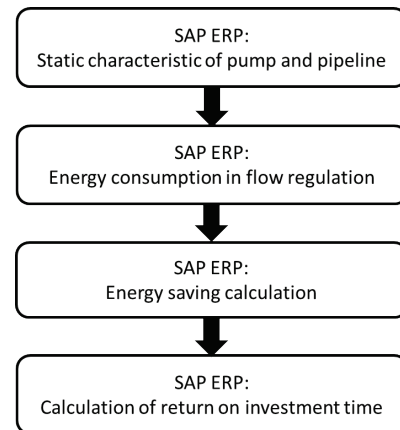 SAP ERP:
Static characteristic of pump and pipeline
SAP ERP:
Energy consumption in flow regulation
SAP ERP:
Energy saving calculation
SAP ERP:
Calculation of return on investment time